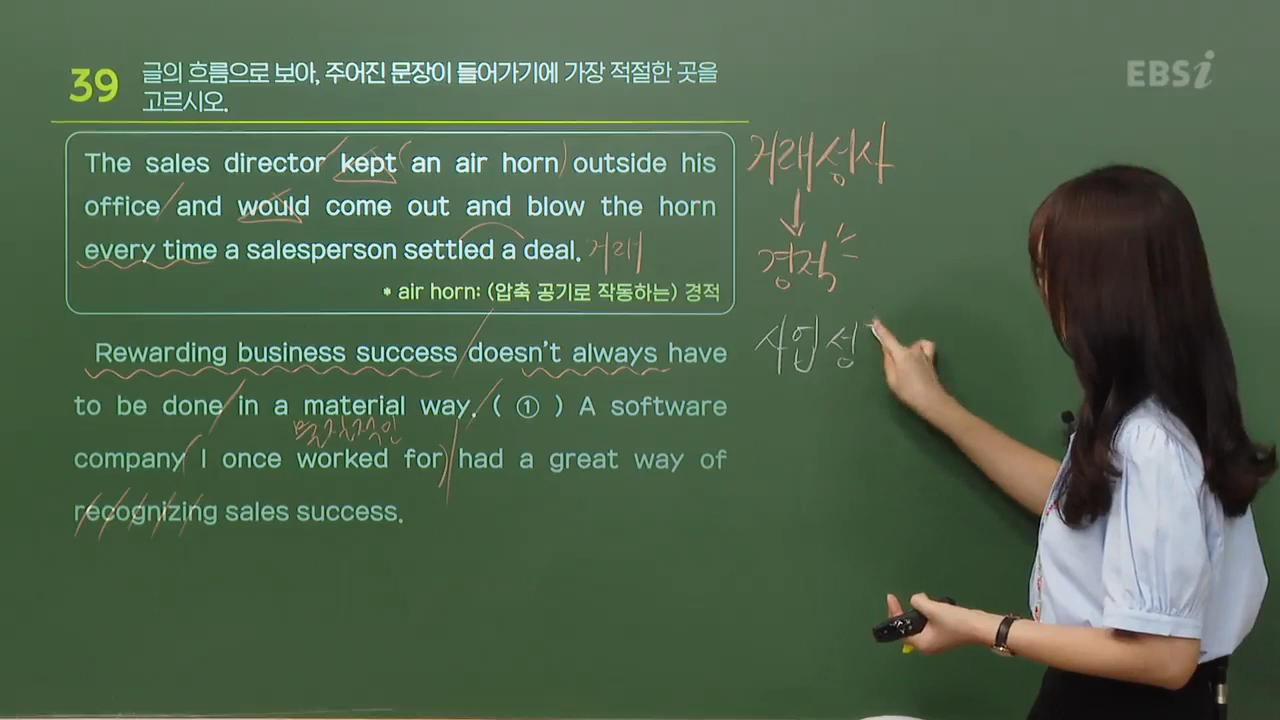 39
글의 흐름으로 보아, 주어진 문장이 들어가기에 가장 적절한 곳을
고르시오.
EBSi
The sales director kept an air horn outside his
office and would come out and blow the horn
every time a salesperson settled a deal. 거래
* air horn: (압축 공기로 작동하는) 경적
Rewarding business success doesn't always have
to be done in a material way. ( ① ) A software
물질적인
company I once worked for had a great way of
recognizing sales success.
거래성사
경적
사업성